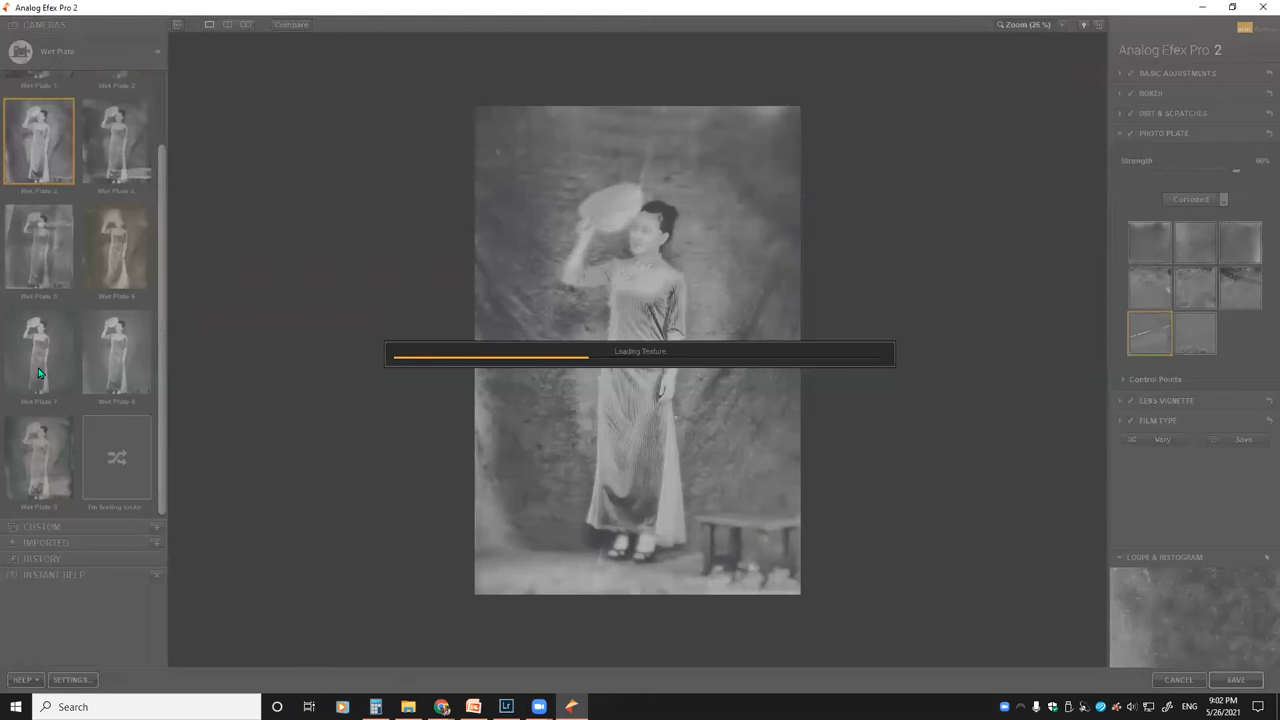 Analog Efex Pro 2
CAMERAS
Compare
Zoom (25 %)
Wet Plate
Wet Plate 1
Wet Plate 2
Wet Plate 3
Wet Plate 4
Wet Plate 5
Wet Plate 6
Wet Plate 7
Wet Plate 8
Wet Plate 9
I'm feeling lucky
CUSTOM
IMPORTED
HISTORY
INSTANT HELP
HELP
SETTINGS...
Loading Texture.
Analog Efex Pro 2
BASIC ADJUSTMENTS
BOKEH
DIRT & SCRATCHES
PHOTO PLATE
Strength
Corroded
Control Points
LENS VIGNETTE
FILM TYPE
Vary
Save
LOUPE & HISTOGRAM
CANCEL
SAVE
Search
ENG
9:02 PM
5/26/2021